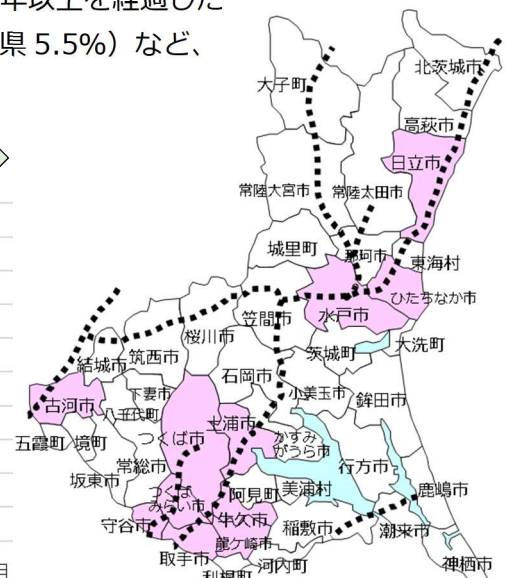 年以上を経過した
県 5.5%）など、
北茨城市
大子町
高萩市
日立市
常陸大宮市
常陸太田市
城里町
那珂市
東海村
ひたちなか市
水戸市
笠間市
桜川市
茨城町
大洗町
筑西市
結城市
石岡市
小美玉市
鉾田市
下妻市
古河市
八千代町
土浦市
五霞町
境町
つくば市
かすみ
がうら市
常総市
行方市
坂東市
つくば
みらい市
阿見町
美浦村
鹿嶋市
守谷市
牛久市
稲敷市
潮来市
取手市
龍ケ崎市
河内町
神栖市
利根町